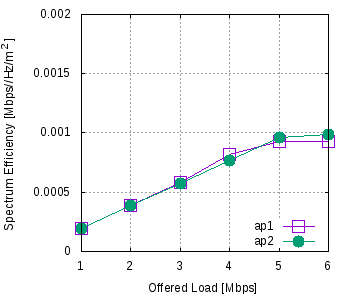 0.002
0.0015
0.001
0.0005
0
Spectrum Efficiency [Mbps//Hz/m²]
ap1
ap2
1 2 3 4 5 6
Offered Load [Mbps]